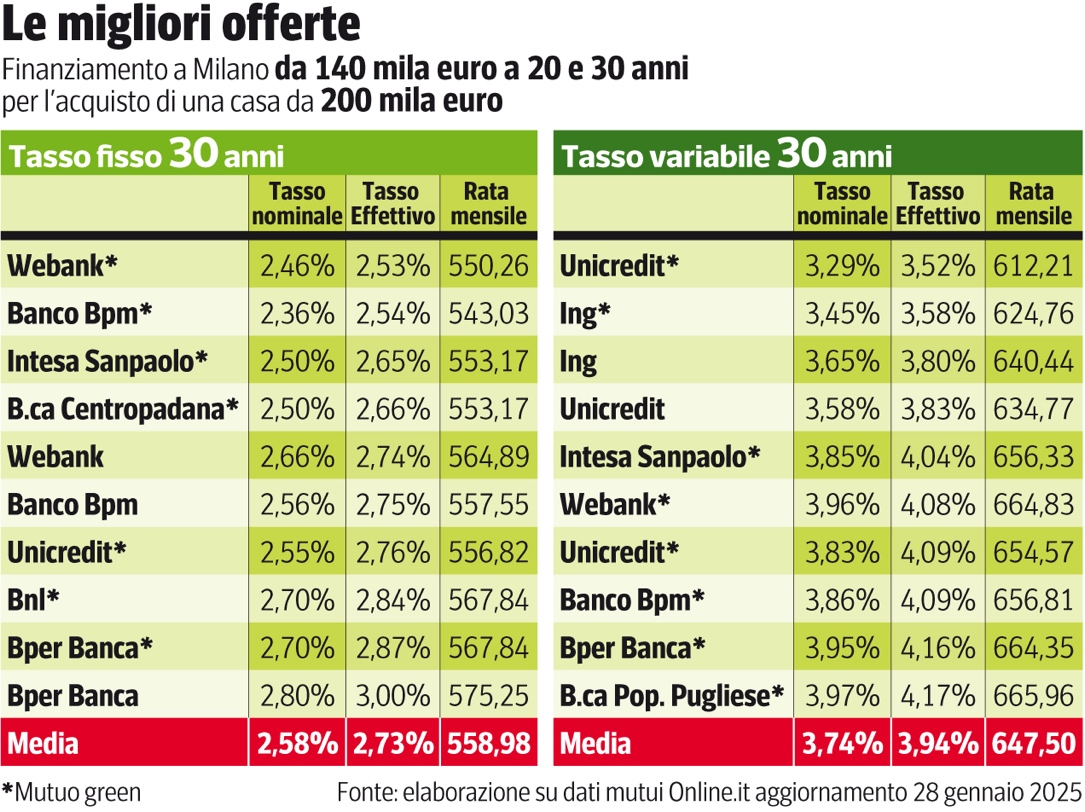 Le migliori offerte
Finanziamento a Milano da 140 mila euro a 20 e 30 anni
per l'acquisto di una casa da 200 mila euro
Tasso fisso 30 anni
Tasso nominale Tasso Effettivo Rata mensile
Webank* 2,46% 2,53% 550,26
Banco Bpm* 2,36% 2,54% 543,03
Intesa Sanpaolo* 2,50% 2,65% 553,17
B.ca Centropadana* 2,50% 2,66% 553,17
Webank 2,66% 2,74% 564,89
Banco Bpm 2,56% 2,75% 557,55
Unicredit* 2,55% 2,76% 556,82
Bnl* 2,70% 2,84% 567,84
Bper Banca* 2,70% 2,87% 567,84
Bper Banca 2,80% 3,00% 575,25
Media 2,58% 2,73% 558,98
Tasso variabile 30 anni
Tasso nominale Tasso Effettivo Rata mensile
Unicredit* 3,29% 3,52% 612,21
Ing* 3,45% 3,58% 624,76
Ing 3,65% 3,80% 640,44
Unicredit 3,58% 3,83% 634,77
Intesa Sanpaolo* 3,85% 4,04% 656,33
Webank* 3,96% 4,08% 664,83
Unicredit* 3,83% 4,09% 654,57
Banco Bpm* 3,86% 4,09% 656,81
Bper Banca* 3,95% 4,16% 664,35
B.ca Pop. Pugliese* 3,97% 4,17% 665,96
Media 3,74% 3,94% 647,50
*Mutuo green
Fonte: elaborazione su dati mutui Online.it aggiornamento 28 gennaio 2025